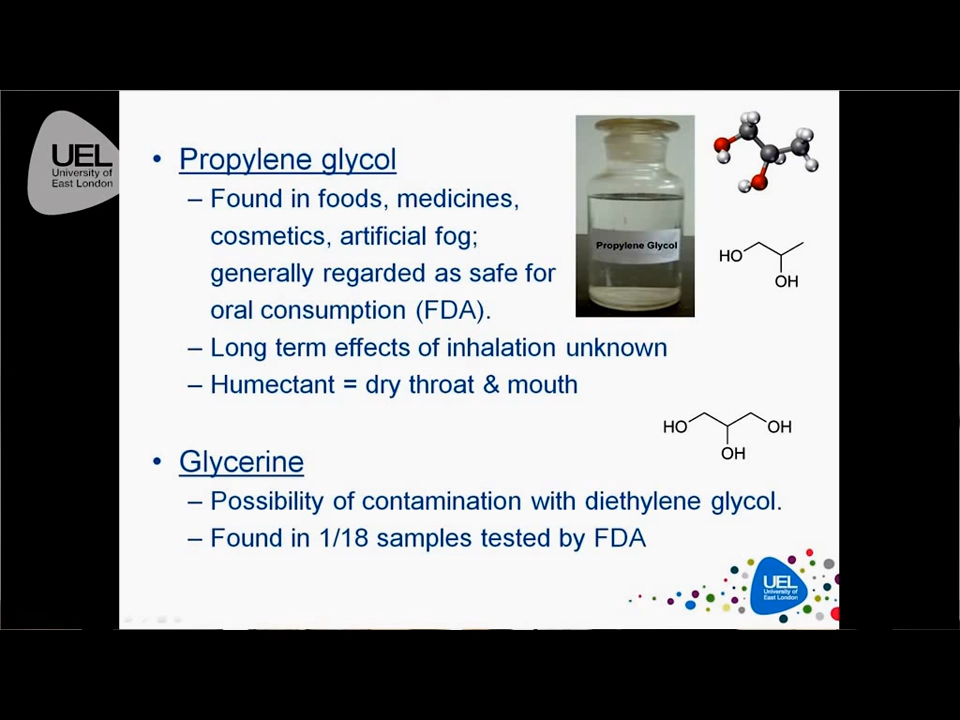 UEL
University of
East London
• Propylene glycol
– Found in foods, medicines,
cosmetics, artificial fog;
generally regarded as safe for
oral consumption (FDA).
– Long term effects of inhalation unknown
– Humectant = dry throat & mouth
Propylene Glycol
HO
OH
HO
OH
OH
• Glycerine
– Possibility of contamination with diethylene glycol.
– Found in 1/18 samples tested by FDA
UEL
University of
East London